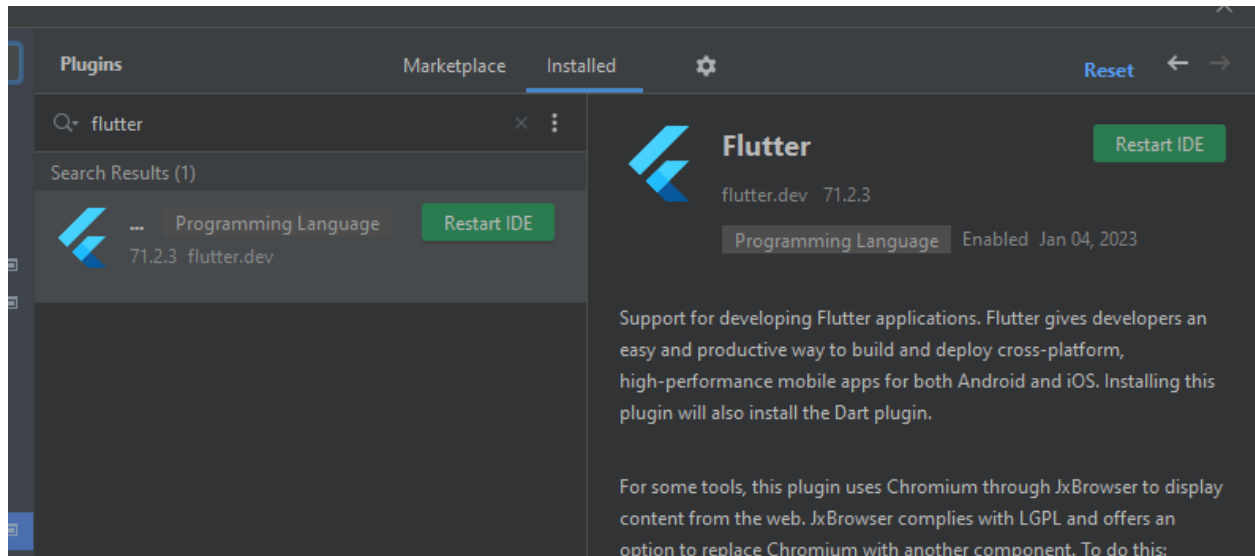 Plugins
Marketplace
Installed
Reset
flutter
Search Results (1)
... Programming Language
Restart IDE
71.2.3 flutter.dev
Flutter
Restart IDE
flutter.dev 71.2.3
Programming Language Enabled Jan 04, 2023
Support for developing Flutter applications. Flutter gives developers an
easy and productive way to build and deploy cross-platform,
high-performance mobile apps for both Android and iOS. Installing this
plugin will also install the Dart plugin.
For some tools, this plugin uses Chromium through JxBrowser to display
content from the web. JxBrowser complies with LGPL and offers an
option to replace Chromium with another component. To do this: